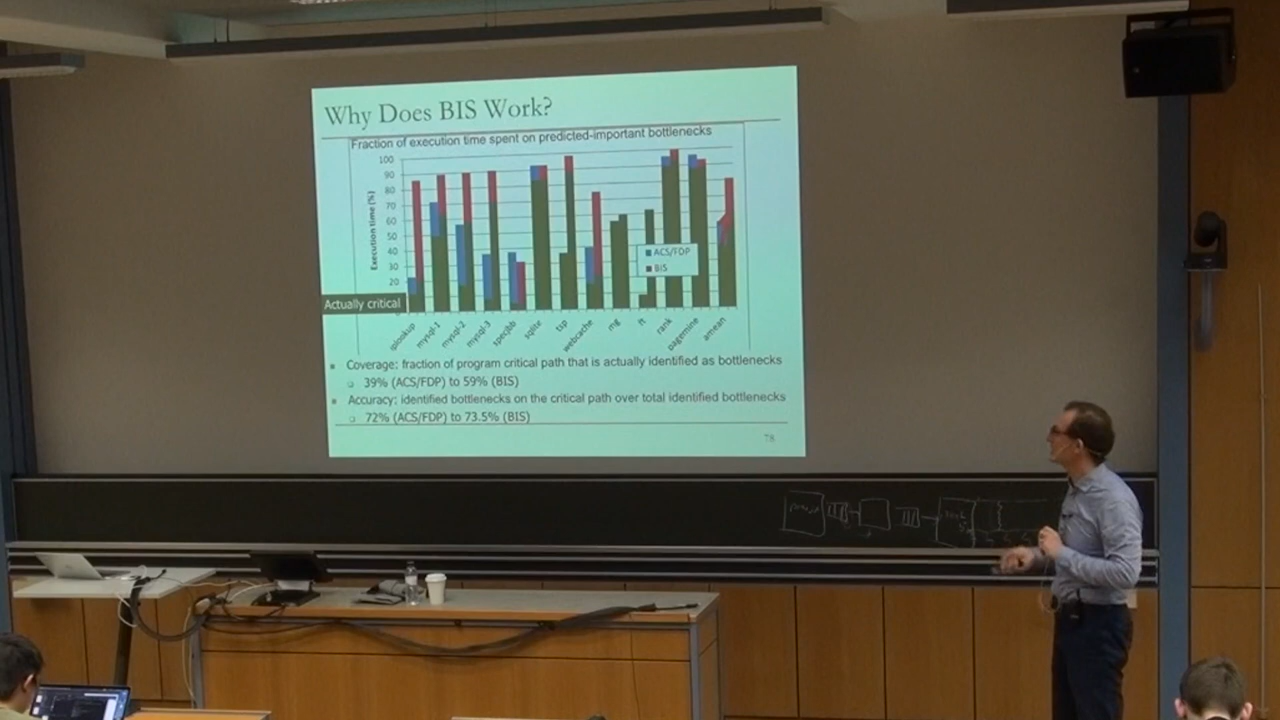 Why Does BIS Work?
Fraction of execution time spent on predicted-important bottlenecks
Execution time (%)
100
90
80
70
60
50
40
30
20
ACS/FDP
BIS
Actually critical
iplookup
mysql-1
mysql-2
mysql-3
specjbb
sqlite
tsp
webcache
mg
ft
rank
pagemine
amean
Coverage: fraction of program critical path that is actually identified as bottlenecks
39% (ACS/FDP) to 59% (BIS)
Accuracy: identified bottlenecks on the critical path over total identified bottlenecks
72% (ACS/FDP) to 73.5% (BIS)
78